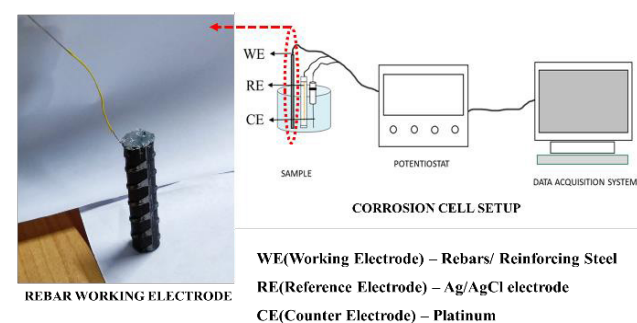 WE
RE
CE
SAMPLE
POTENTIOSTAT
DATA ACQUISITION SYSTEM
CORROSION CELL SETUP
REBAR WORKING ELECTRODE
WE(Working Electrode) – Rebars/ Reinforcing Steel
RE(Reference Electrode) – Ag/AgCl electrode
CE(Counter Electrode) – Platinum